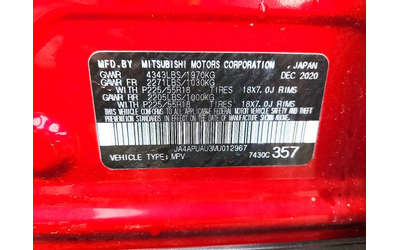 MFD.BY MITSUBISHI MOTORS CORPORATION , JAPAN
GVWR 4343LBS/1970KG DEC 2020
GAWR FR 2271LBS/1030KG
WITH P225/55R18 TIRES 18X7.0J RIMS
GAWR RR 2205LBS/1000KG
WITH P225/55R18 TIRES 18X7.0J RIMS
JA4APUAU3MU012967
VEHICLE TYPE: MPV 7430C 357